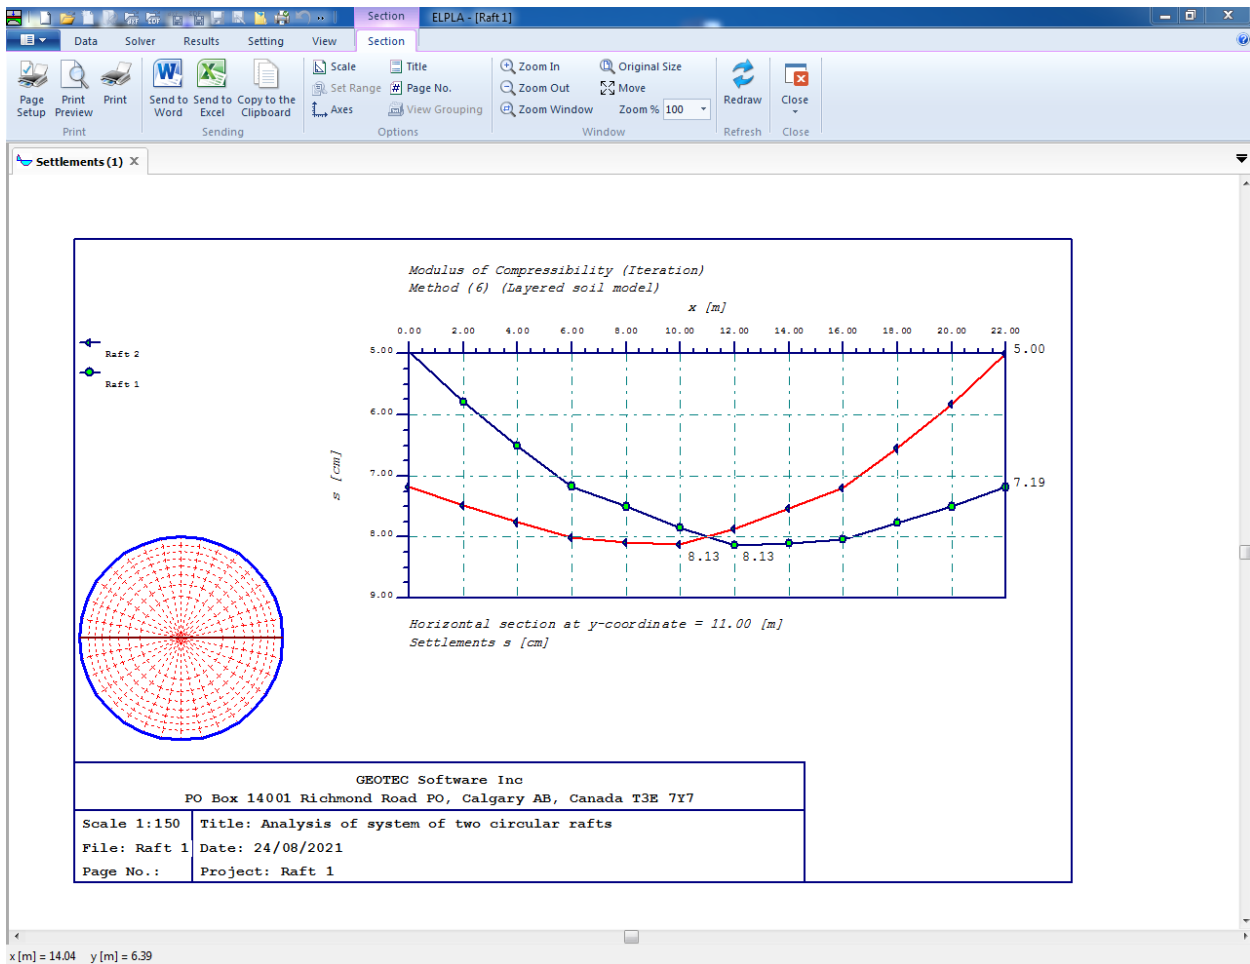 Section
ELPLA - [Raft 1]
Data Solver Results Setting View Section
Page Setup
Print Preview
Print
Print
Send to Word
Send to Excel
Copy to the Clipboard
Sending
Scale
Set Range
Axes
Title
Page No.
View Grouping
Options
Zoom In
Zoom Out
Zoom Window
Original Size
Move
Zoom % 100
Window
Redraw
Refresh
Close
Close
Settlements (1) X
Modulus of Compressibility (Iteration)
Method (6) (Layered soil model)
x [m]
0.00 2.00 4.00 6.00 8.00 10.00 12.00 14.00 16.00 18.00 20.00 22.00
Raft 2
Raft 1
s [cm]
5.00
6.00
7.00
8.00
9.00
5.00
7.19
8.13 8.13
Horizontal section at y-coordinate = 11.00 [m]
Settlements s [cm]
GEOTEC Software Inc
PO Box 14001 Richmond Road PO, Calgary AB, Canada T3E 7Y7
Scale 1:150 Title: Analysis of system of two circular rafts
File: Raft 1 Date: 24/08/2021
Page No.: Project: Raft 1
x [m] = 14.04 y [m] = 6.39